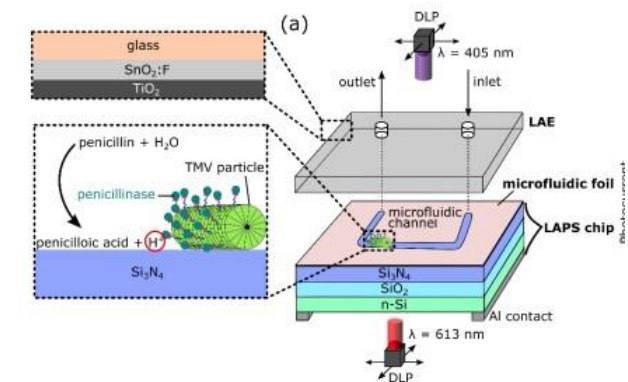 (a)
DLP
λ = 405 nm
outlet
inlet
LAE
glass
SnO₂:F
TiO₂
penicillin + H₂O
TMV particle
penicillinase
penicilloic acid + H⁺
Si₃N₄
microfluidic foil
microfluidic
channel
LAPS chip
Photocurrent
Si₃N₄
SiO₂
n-Si
Al contact
λ = 613 nm
DLP